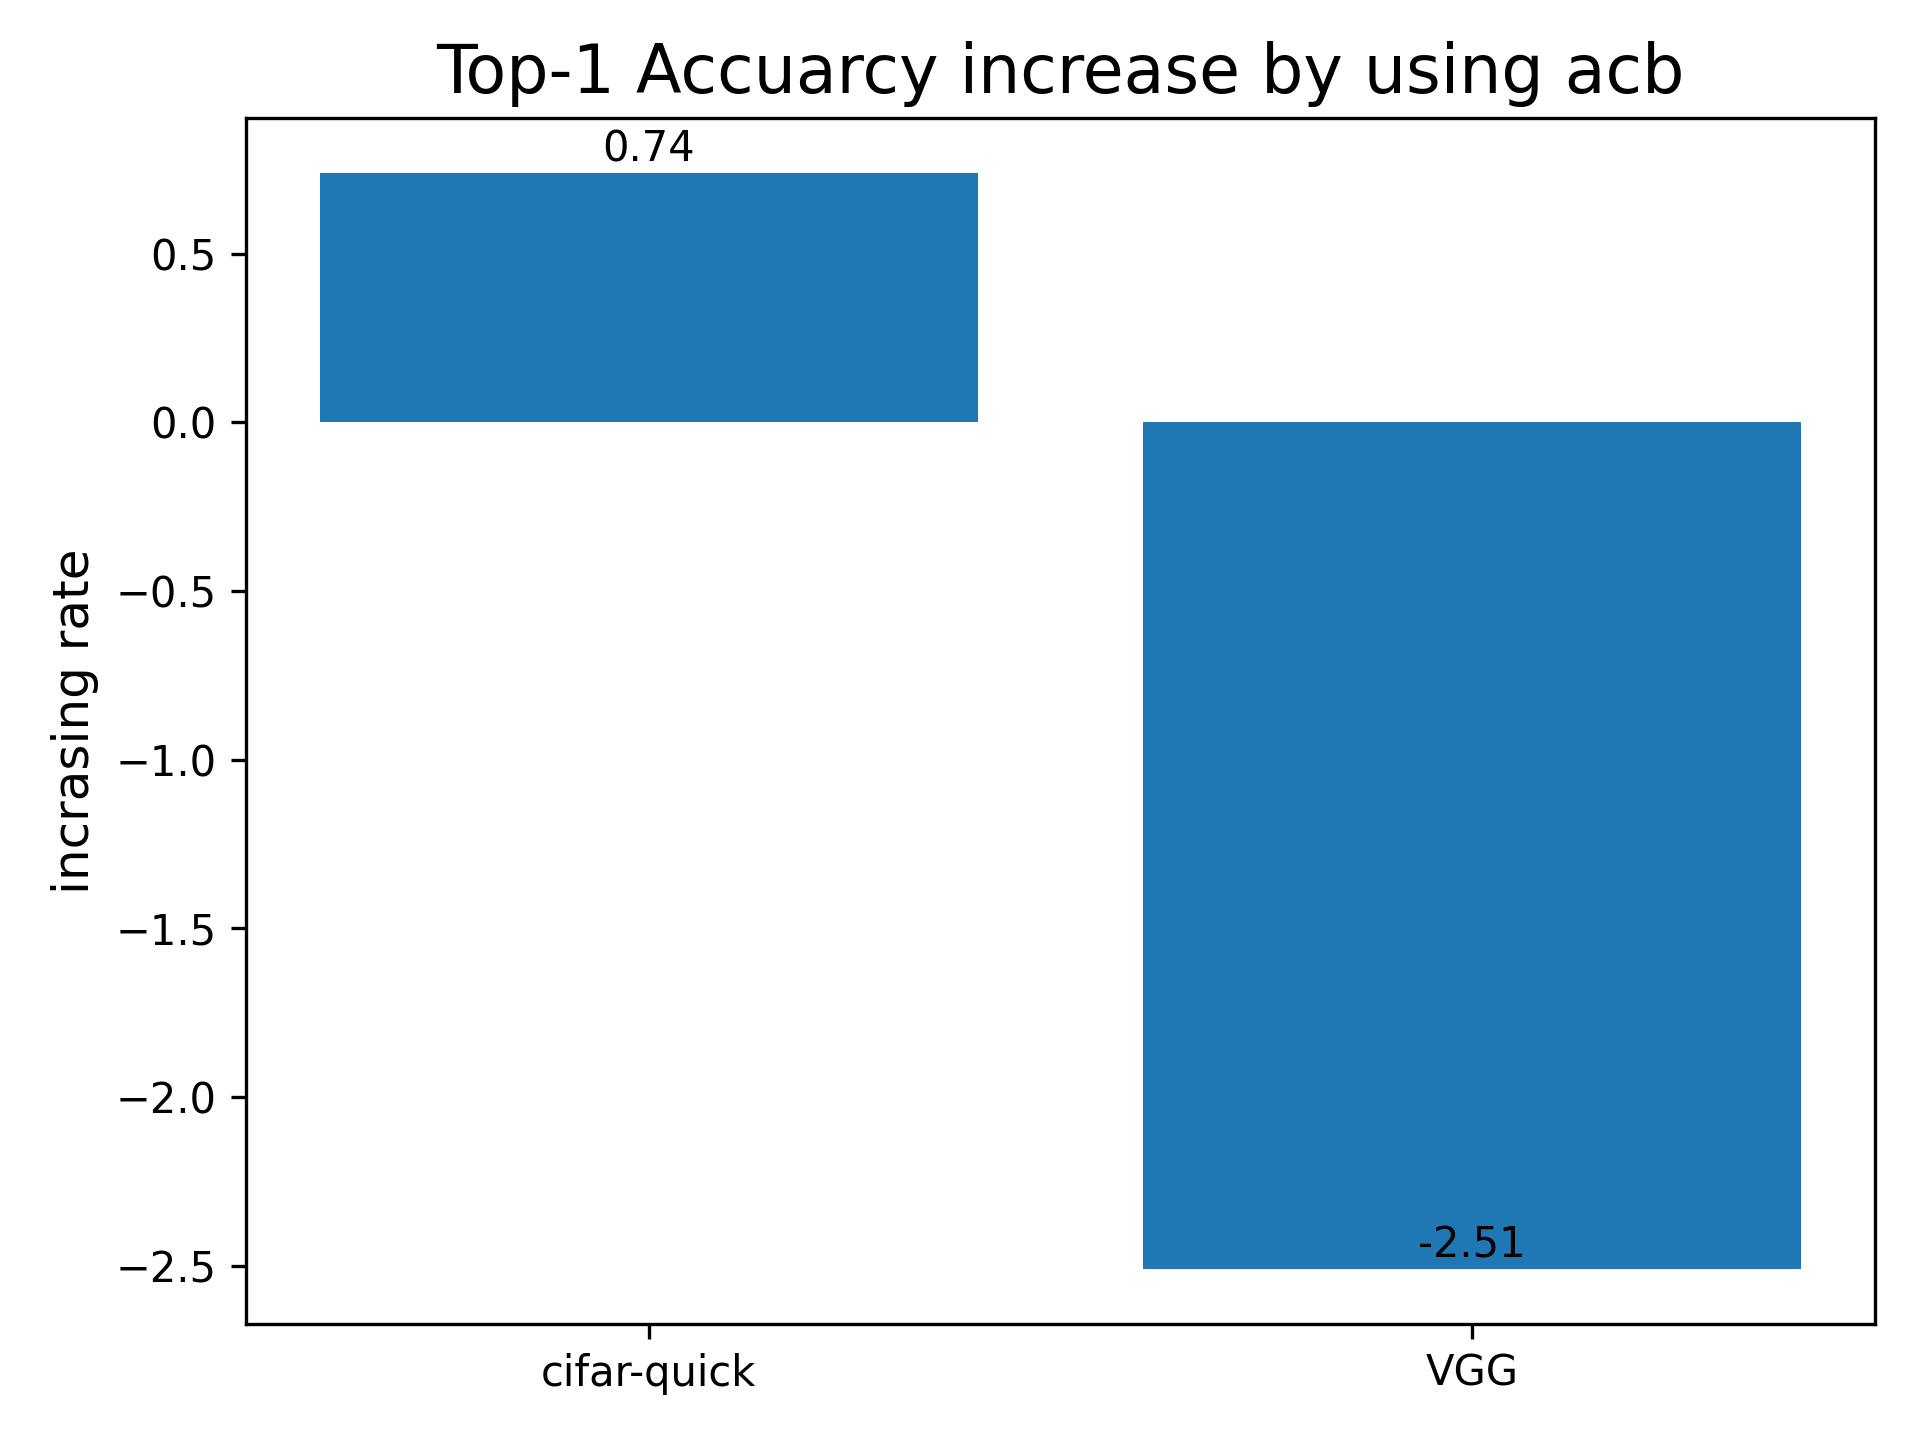 Top-1 Accuarcy increase by using acb
0.74
0.5
0.0
−0.5
−1.0
−1.5
−2.0
−2.5
incrasing rate
-2.51
cifar-quick
VGG